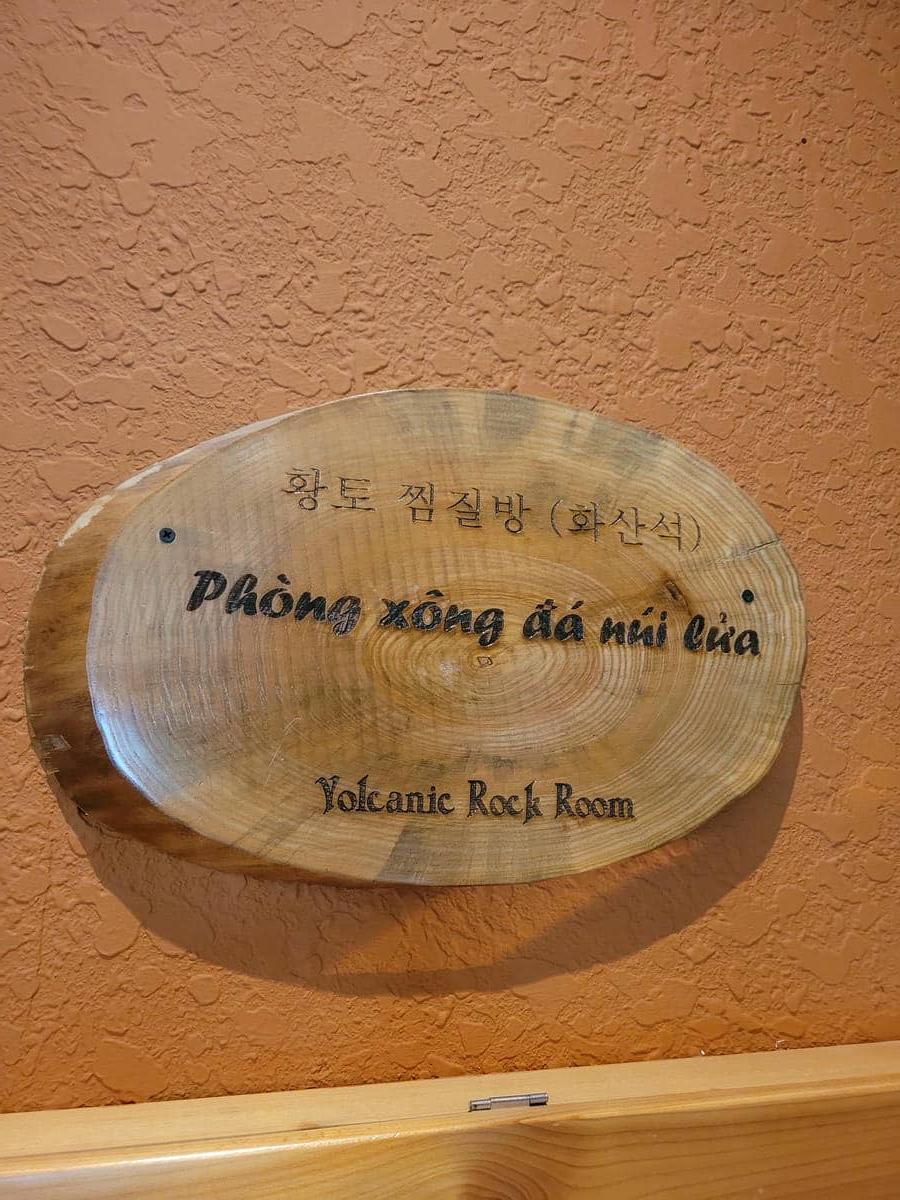 황토 찜질방 (화산석)
Phòng xông đá núi lửa
Volcanic Rock Room